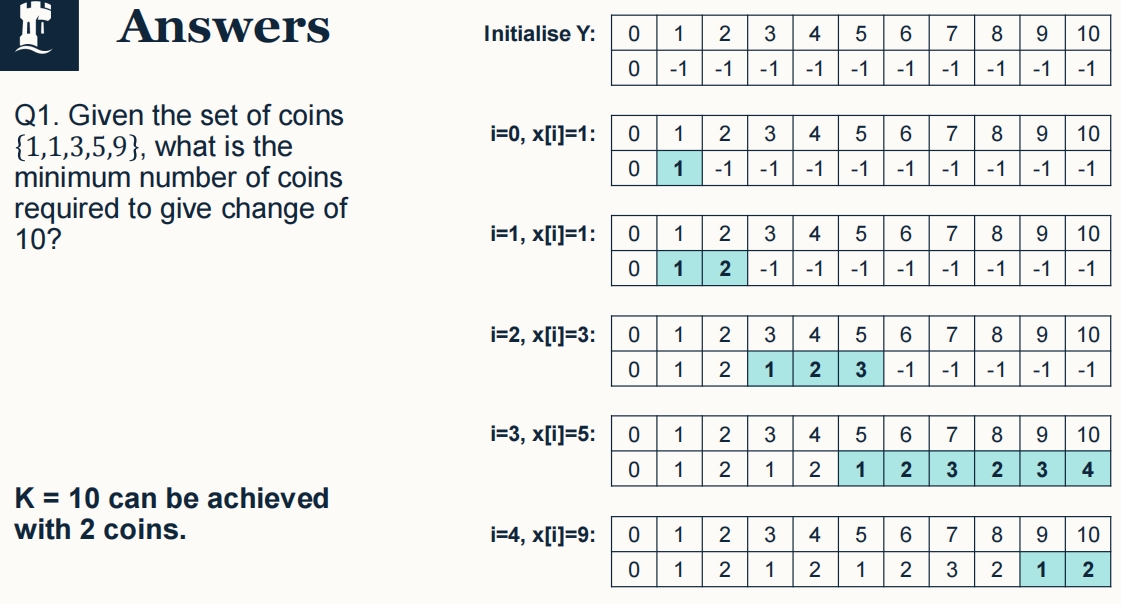 Answers
Q1. Given the set of coins
{1,1,3,5,9}, what is the
minimum number of coins
required to give change of
10?
K = 10 can be achieved
with 2 coins.
Initialise Y: 0 1 2 3 4 5 6 7 8 9 10
0 -1 -1 -1 -1 -1 -1 -1 -1 -1 -1
i=0, x[i]=1: 0 1 2 3 4 5 6 7 8 9 10
0 1 -1 -1 -1 -1 -1 -1 -1 -1 -1
i=1, x[i]=1: 0 1 2 3 4 5 6 7 8 9 10
0 1 2 -1 -1 -1 -1 -1 -1 -1 -1
i=2, x[i]=3: 0 1 2 3 4 5 6 7 8 9 10
0 1 2 1 2 3 -1 -1 -1 -1 -1
i=3, x[i]=5: 0 1 2 3 4 5 6 7 8 9 10
0 1 2 1 2 1 2 3 2 3 4
i=4, x[i]=9: 0 1 2 3 4 5 6 7 8 9 10
0 1 2 1 2 1 2 3 2 1 2